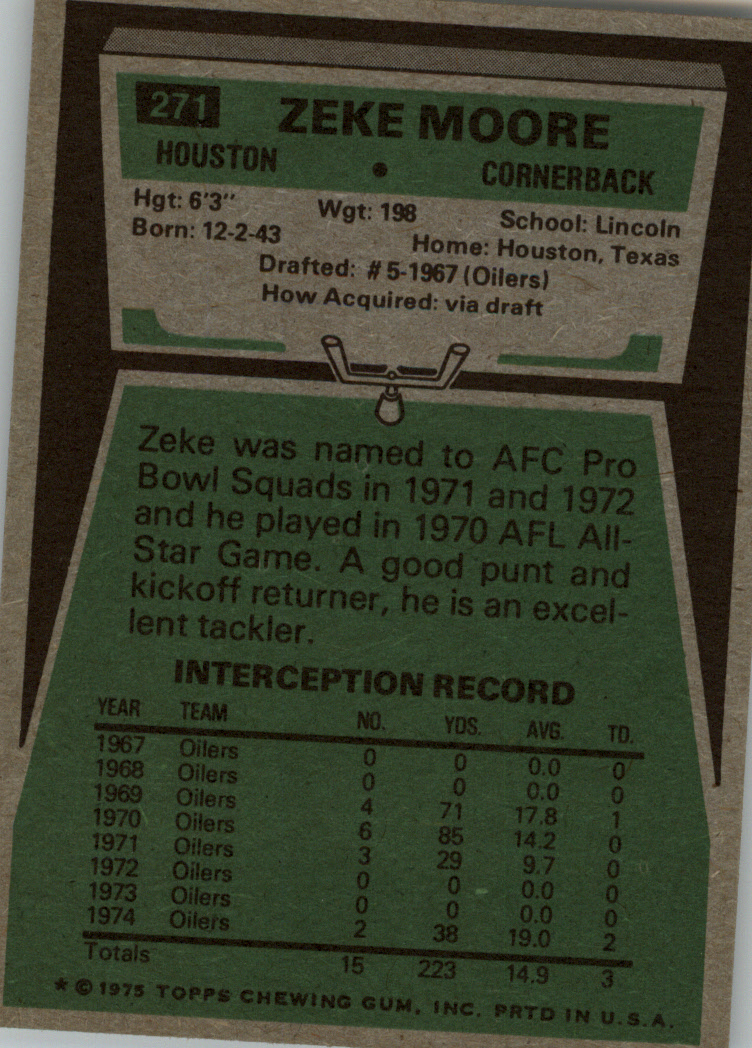 271 ZEKE MOORE
HOUSTON • CORNERBACK
Hgt: 6'3" Wgt: 198 School: Lincoln
Born: 12-2-43 Home: Houston, Texas
Drafted: #5-1967 (Oilers)
How Acquired: via draft
Zeke was named to AFC Pro
Bowl Squads in 1971 and 1972
and he played in 1970 AFL All-
Star Game. A good punt and
kickoff returner, he is an excel-
lent tackler.
INTERCEPTION RECORD
YEAR TEAM NO. YDS. AVG. TD.
1967 Oilers 0 0 0.0 0
1968 Oilers 0 0 0.0 0
1969 Oilers 4 71 17.8 1
1970 Oilers 6 85 14.2 0
1971 Oilers 3 29 9.7 0
1972 Oilers 0 0 0.0 0
1973 Oilers 0 0 0.0 0
1974 Oilers 2 38 19.0 2
Totals 15 223 14.9 3
* © 1975 TOPPS CHEWING GUM, INC. PRTD IN U.S.A.